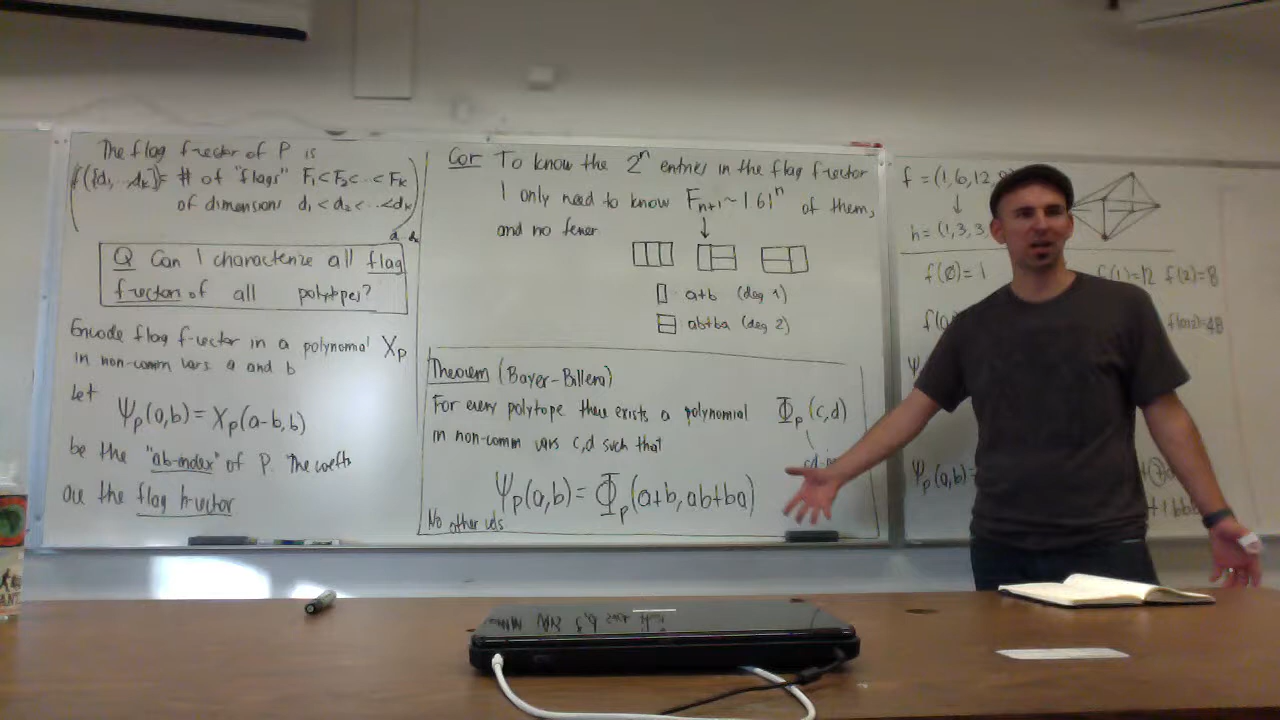 The flag f-vector of P is
f({d₁,...,dₖ}) = # of "flags" F₁ < F₂ < ... < Fₖ
of dimensions d₁ < d₂ < ... < dₖ
Q Can I characterize all flag
f-vectors of all polytopes?
Encode flag f-vector in a polynomial Xₚ
in non-comm vars a and b
Let
Ψₚ(a,b) = Xₚ(a-b, b)
be the "ab-index" of P. The coeffs
are the flag h-vector
Cor To know the 2ⁿ entries in the flag f-vector
I only need to know Fₙ₊₁ ~ 1.61ⁿ of them,
and no fewer
a+b (deg 1)
ab+ba (deg 2)
Theorem (Bayer-Billera)
For every polytope there exists a polynomial Φₚ(c,d)
in non-comm vars c,d such that
Ψₚ(a,b) = Φₚ(a+b, ab+ba)
No other
f = (1, 6, 12,
h = (1, 3, 3
f(∅) = 1 f(1)=12 f(2)=8
f(012)=48
Ψₚ(a,b) =